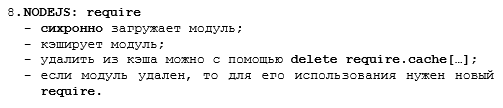 8.NODEJS: require
- сихронно загружает модуль;
- кэширует модуль;
- удалить из кэша можно с помощью delete require.cache[…];
- если модуль удален, то для его использования нужен новый
require.